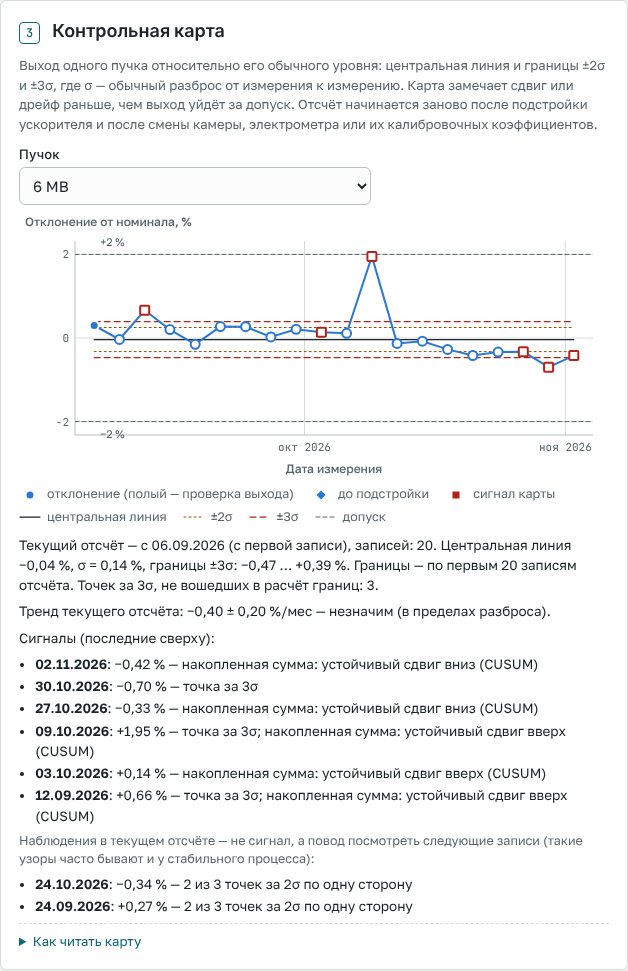 3 Контрольная карта
Выход одного пучка относительно его обычного уровня: центральная линия и границы ±2σ
и ±3σ, где σ — обычный разброс от измерения к измерению. Карта замечает сдвиг или
дрейф раньше, чем выход уйдёт за допуск. Отсчёт начинается заново после подстройки
ускорителя и после смены камеры, электрометра или их калибровочных коэффициентов.
Пучок
6 МВ
Отклонение от номинала, %
+2 %
2
0
-2
−2 %
окт 2026
ноя 2026
Дата измерения
отклонение (полый — проверка выхода)
до подстройки
сигнал карты
центральная линия
±2σ
±3σ
допуск
Текущий отсчёт — с 06.09.2026 (с первой записи), записей: 20. Центральная линия
−0,04 %, σ = 0,14 %, границы ±3σ: −0,47 … +0,39 %. Границы — по первым 20 записям
отсчёта. Точек за 3σ, не вошедших в расчёт границ: 3.
Тренд текущего отсчёта: −0,40 ± 0,20 %/мес — незначим (в пределах разброса).
Сигналы (последние сверху):
• 02.11.2026: −0,42 % — накопленная сумма: устойчивый сдвиг вниз (CUSUM)
• 30.10.2026: −0,70 % — точка за 3σ
• 27.10.2026: −0,33 % — накопленная сумма: устойчивый сдвиг вниз (CUSUM)
• 09.10.2026: +1,95 % — точка за 3σ; накопленная сумма: устойчивый сдвиг вверх
(CUSUM)
• 03.10.2026: +0,14 % — накопленная сумма: устойчивый сдвиг вверх (CUSUM)
• 12.09.2026: +0,66 % — точка за 3σ; накопленная сумма: устойчивый сдвиг вверх
(CUSUM)
Наблюдения в текущем отсчёте — не сигнал, а повод посмотреть следующие записи (такие
узоры часто бывают и у стабильного процесса):
• 24.10.2026: −0,34 % — 2 из 3 точек за 2σ по одну сторону
• 24.09.2026: +0,27 % — 2 из 3 точек за 2σ по одну сторону
Как читать карту